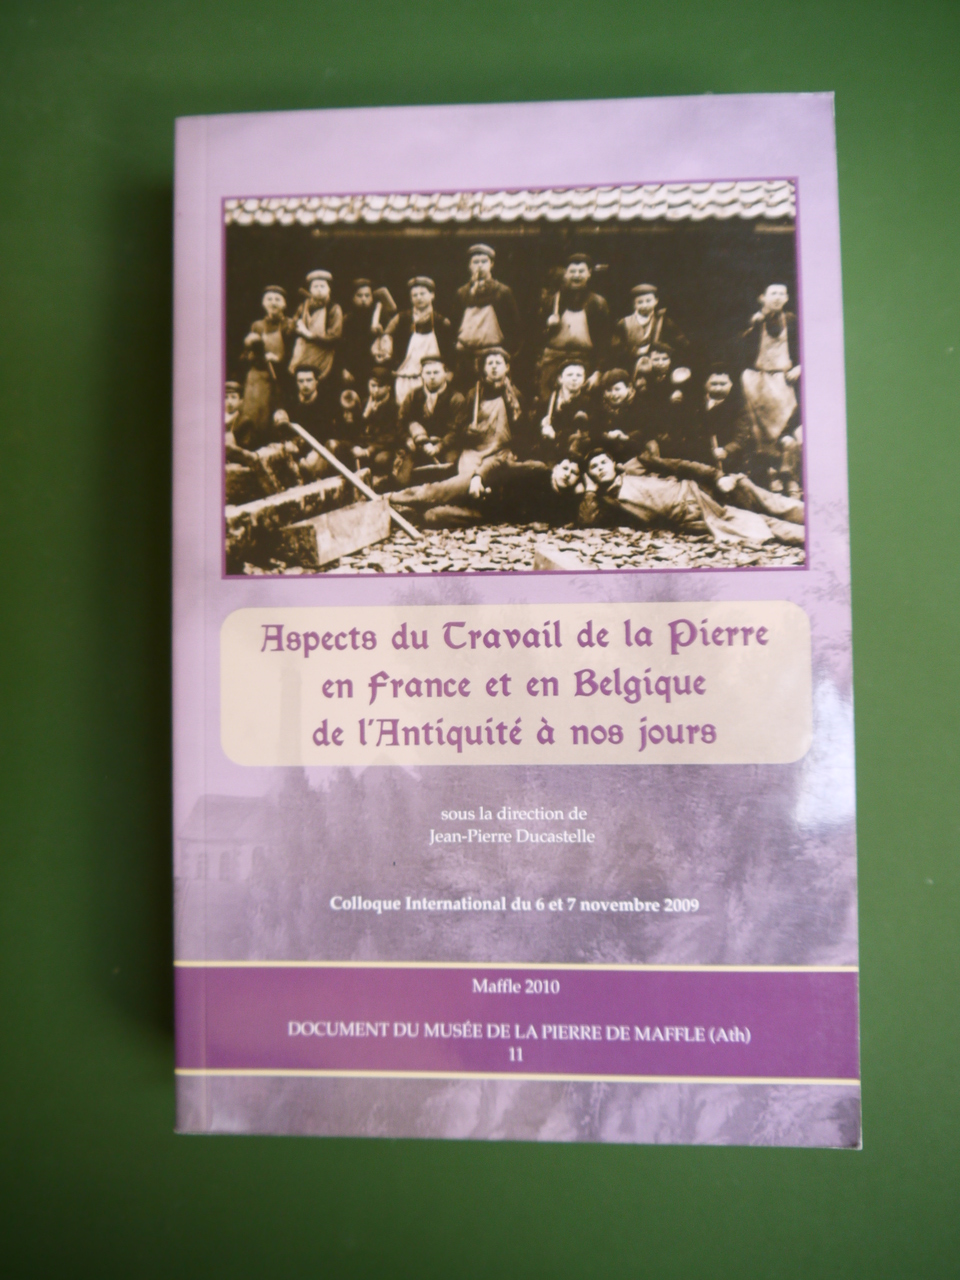 Aspects du Travail de la Pierre
en France et en Belgique
de l'Antiquité à nos jours
sous la direction de
Jean-Pierre Ducastelle
Colloque International du 6 et 7 novembre 2009
Maffle 2010
DOCUMENT DU MUSÉE DE LA PIERRE DE MAFFLE (Ath)
11